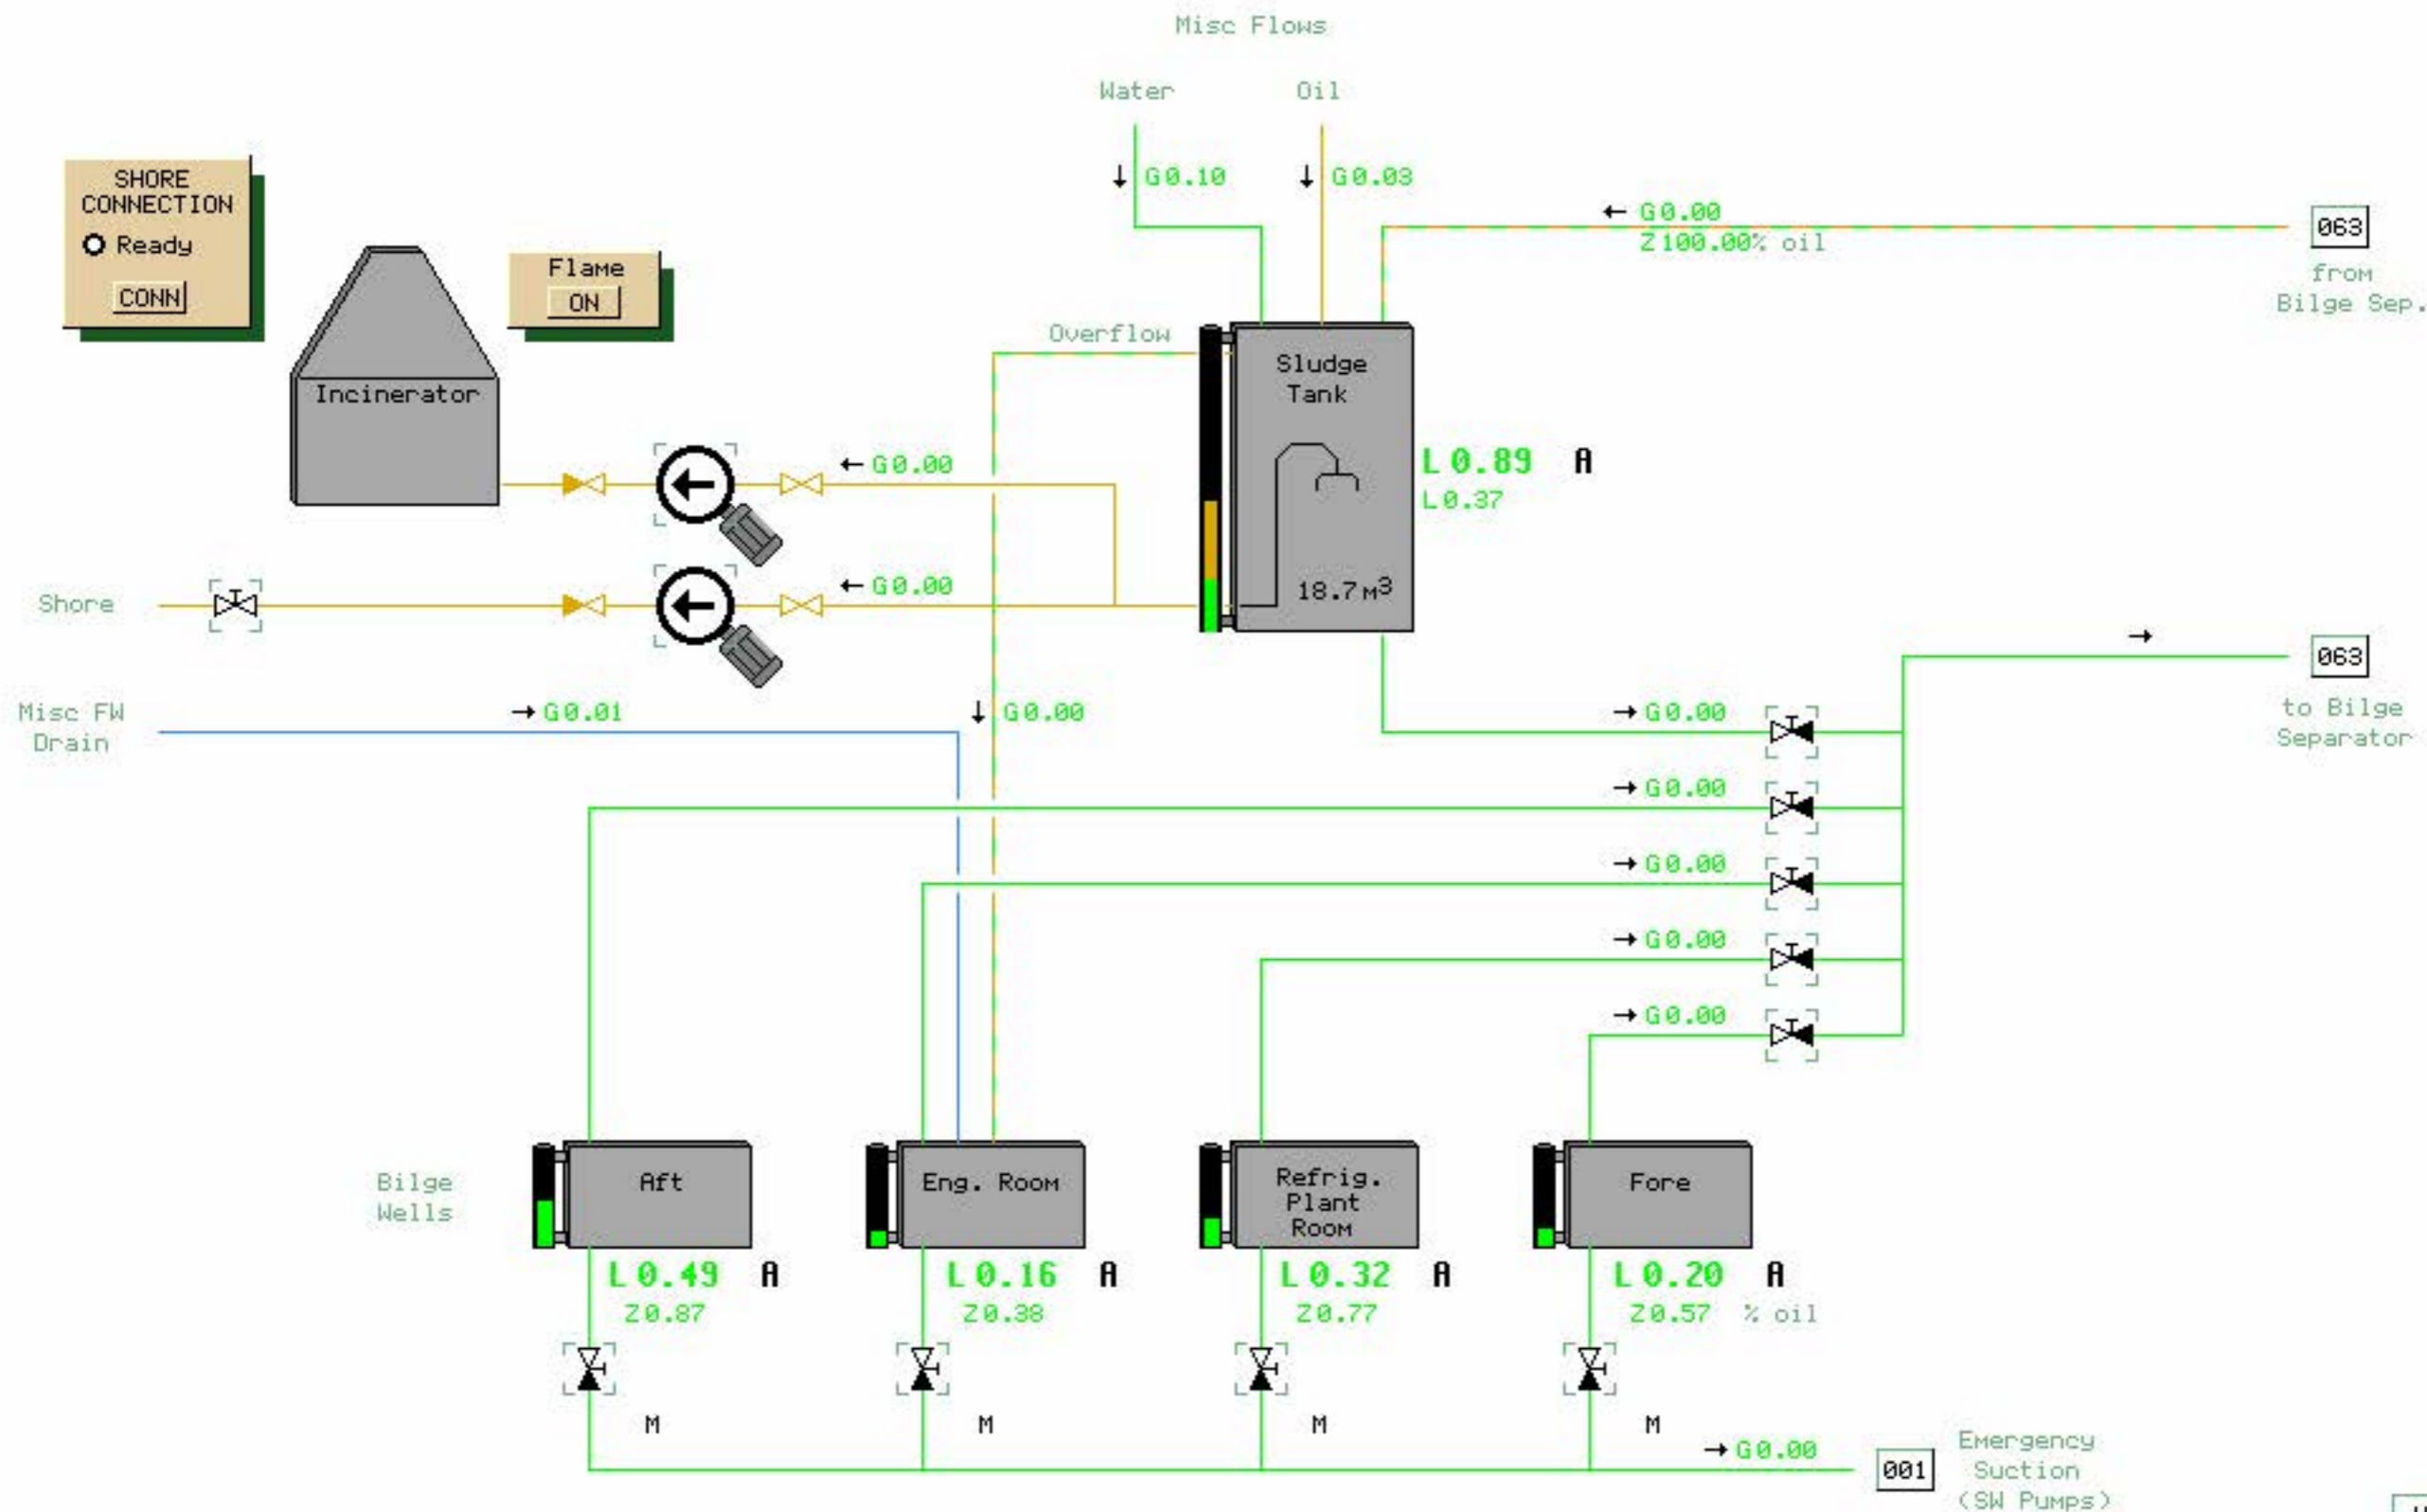 Misc Flows
Water
Oil
G0.10
G0.03
SHORE
CONNECTION
Ready
CONN
Flame
ON
← G0.00
Z100.00% oil
063
from
Bilge Sep.
Overflow
Incinerator
Sludge
Tank
18.7м3
L 0.89 A
L0.37
G0.00
G0.00
Shore
063
to Bilge
Separator
Misc FW
Drain
G0.01
G0.00
G0.00
G0.00
G0.00
G0.00
G0.00
Bilge
Wells
Aft
Eng. Room
Refrig.
Plant
Room
Fore
L 0.49 A
Z0.87
L 0.16 A
Z0.38
L 0.32 A
Z0.77
L 0.20 A
Z0.57 % oil
M
M
M
M
G0.00
001
Emergency
Suction
(SW Pumps)